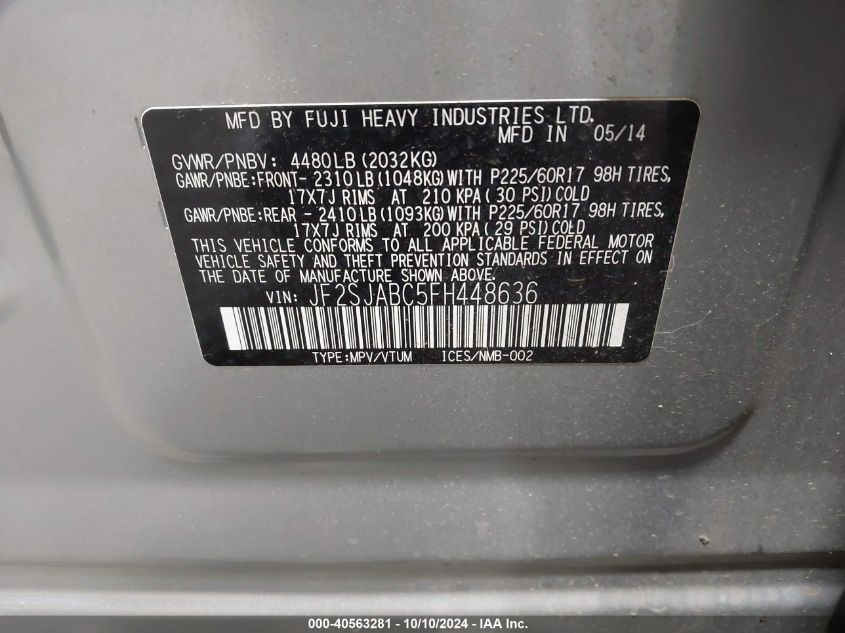 MFD BY FUJI HEAVY INDUSTRIES LTD.
MFD IN 05/14
GVWR/PNBV: 4480LB (2032KG)
GAWR/PNBE:FRONT- 2310LB (1048KG) WITH P225/60R17 98H TIRES,
17X7J RIMS AT 210 KPA ( 30 PSI) COLD
GAWR/PNBE:REAR - 2410LB (1093KG) WITH P225/60R17 98H TIRES,
17X7J RIMS AT 200 KPA ( 29 PSI) COLD
THIS VEHICLE CONFORMS TO ALL APPLICABLE FEDERAL MOTOR
VEHICLE SAFETY AND THEFT PREVENTION STANDARDS IN EFFECT ON
THE DATE OF MANUFACTURE SHOWN ABOVE.
VIN: JF2SJABC5FH448636
TYPE:MPV/VTUM ICES/NMB-002
000-40563281 - 10/10/2024 - IAA Inc.